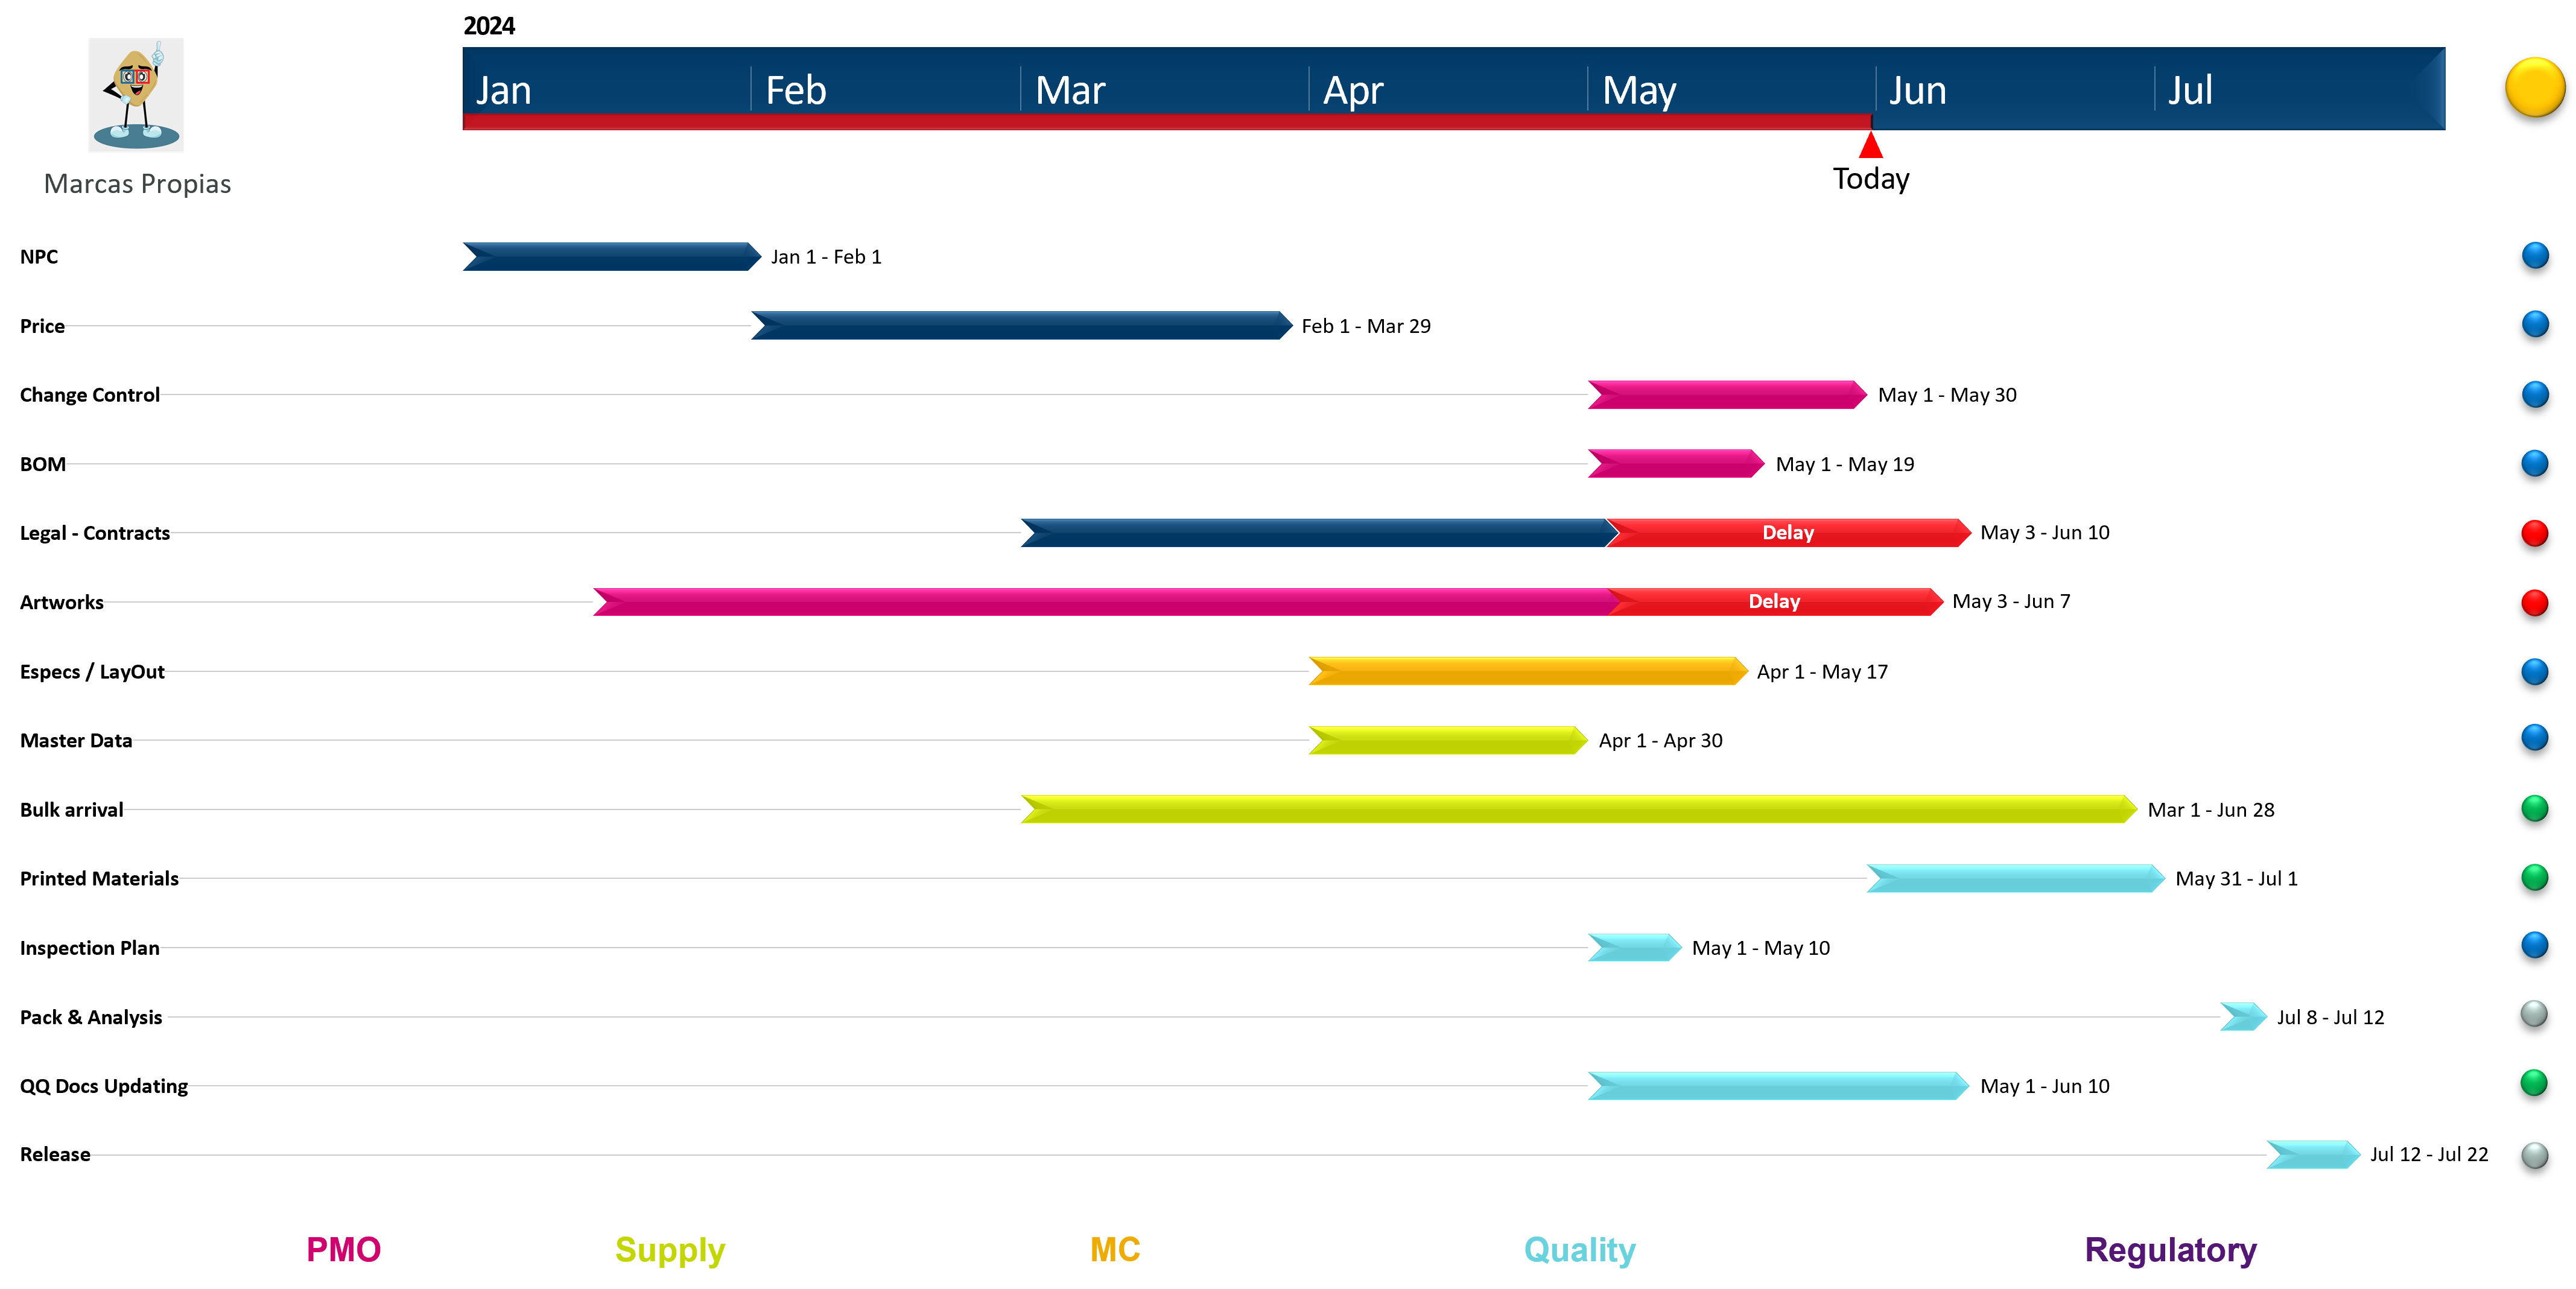 2024
Jan
Feb
Mar
Apr
May
Jun
Jul
Today
Marcas Propias
NPC
Jan 1 - Feb 1
Price
Feb 1 - Mar 29
Change Control
May 1 - May 30
BOM
May 1 - May 19
Legal - Contracts
Delay
May 3 - Jun 10
Artworks
Delay
May 3 - Jun 7
Especs / LayOut
Apr 1 - May 17
Master Data
Apr 1 - Apr 30
Bulk arrival
Mar 1 - Jun 28
Printed Materials
May 31 - Jul 1
Inspection Plan
May 1 - May 10
Pack & Analysis
Jul 8 - Jul 12
QQ Docs Updating
May 1 - Jun 10
Release
Jul 12 - Jul 22
PMO
Supply
MC
Quality
Regulatory